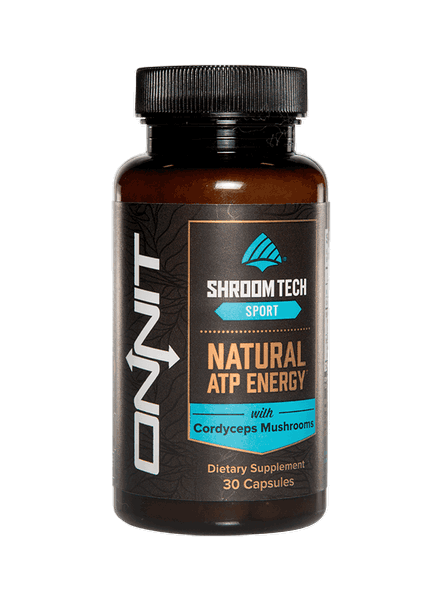 ONNIT
SHROOM TECH
SPORT
NATURAL
ATP ENERGY
with
Cordyceps Mushrooms
Dietary Supplement
30 Capsules